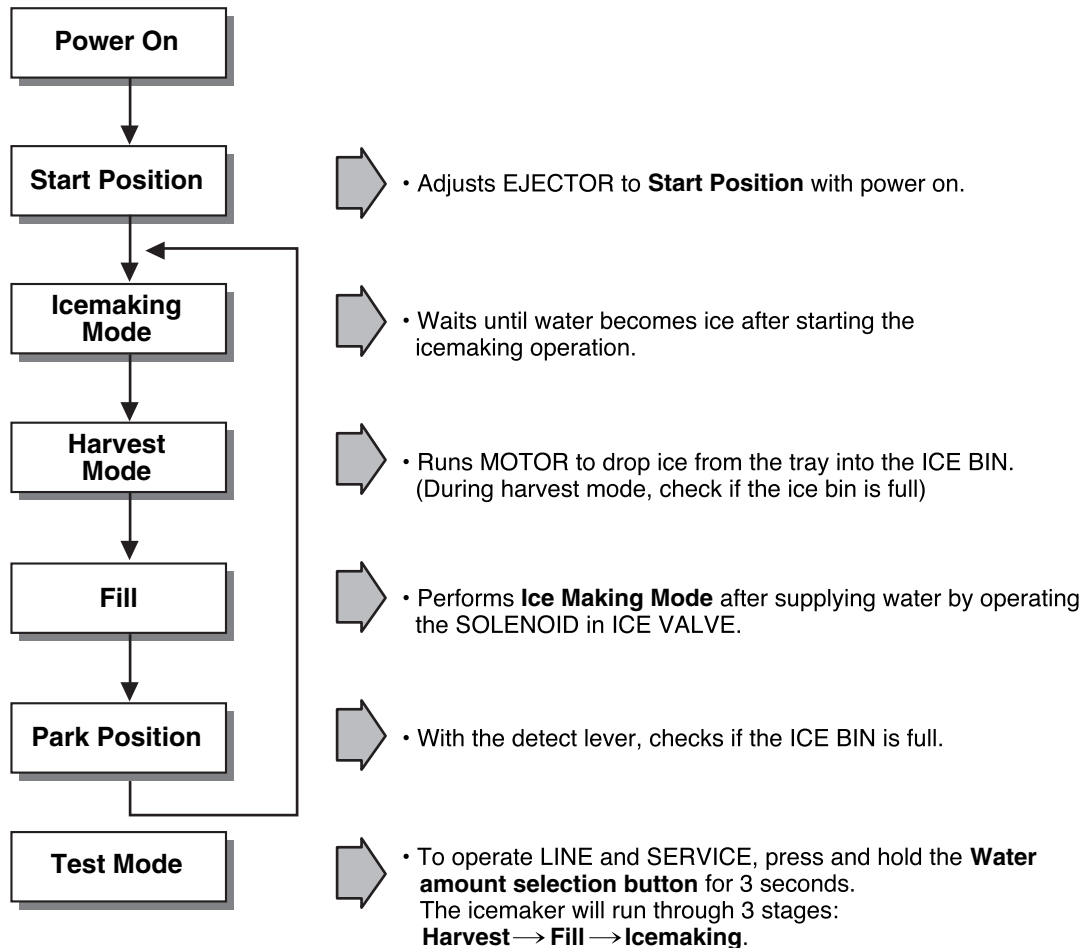 Power On
Start Position
• Adjusts EJECTOR to Start Position with power on.
Icemaking
Mode
• Waits until water becomes ice after starting the
icemaking operation.
Harvest
Mode
• Runs MOTOR to drop ice from the tray into the ICE BIN.
(During harvest mode, check if the ice bin is full)
Fill
• Performs Ice Making Mode after supplying water by operating
the SOLENOID in ICE VALVE.
Park Position
• With the detect lever, checks if the ICE BIN is full.
Test Mode
• To operate LINE and SERVICE, press and hold the Water
amount selection button for 3 seconds.
The icemaker will run through 3 stages:
Harvest → Fill → Icemaking.